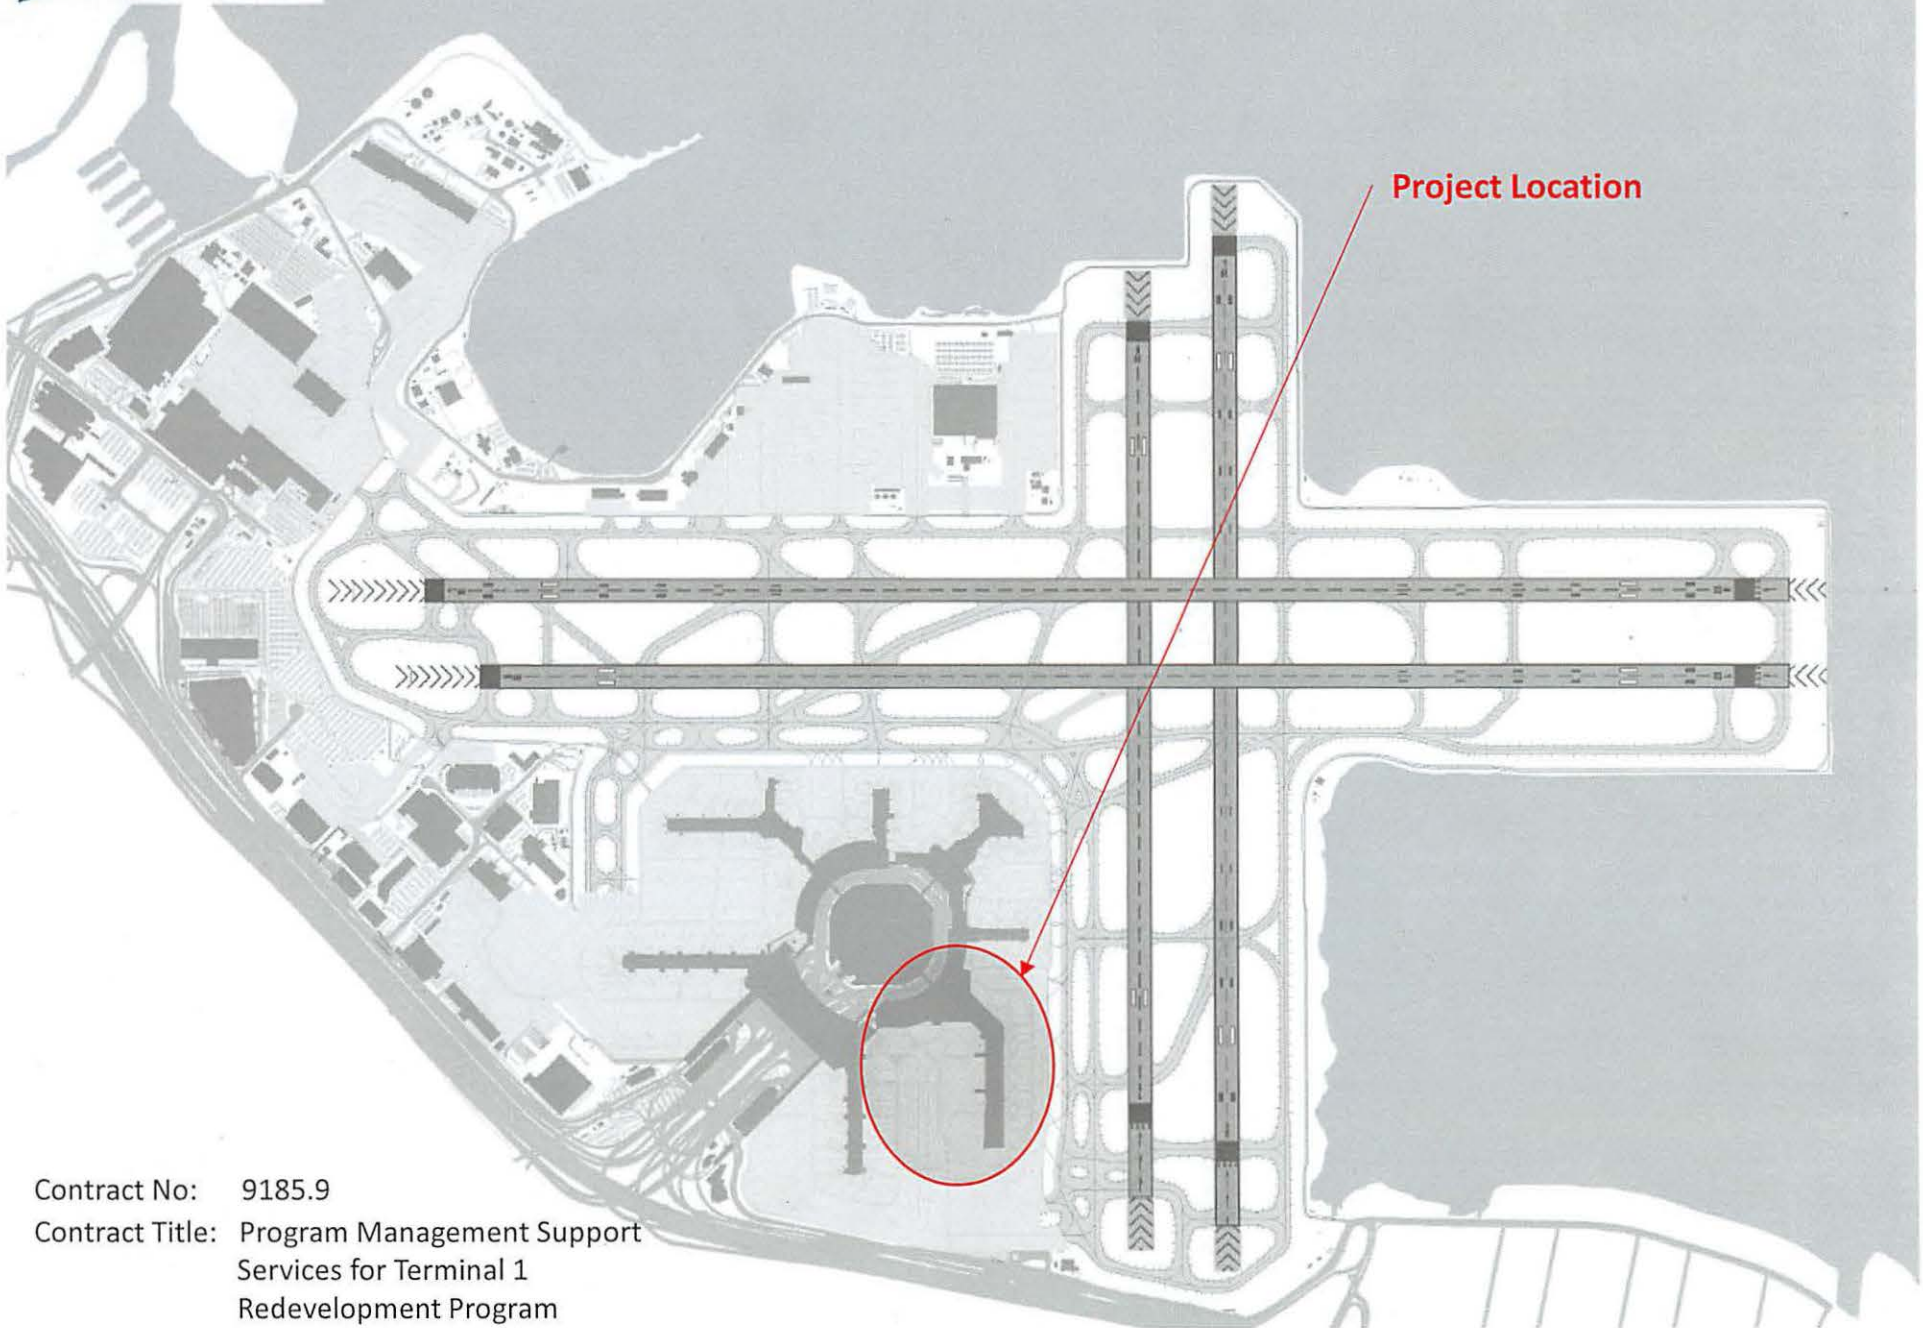 Project Location
Contract No: 9185.9
Contract Title: Program Management Support
Services for Terminal 1
Redevelopment Program